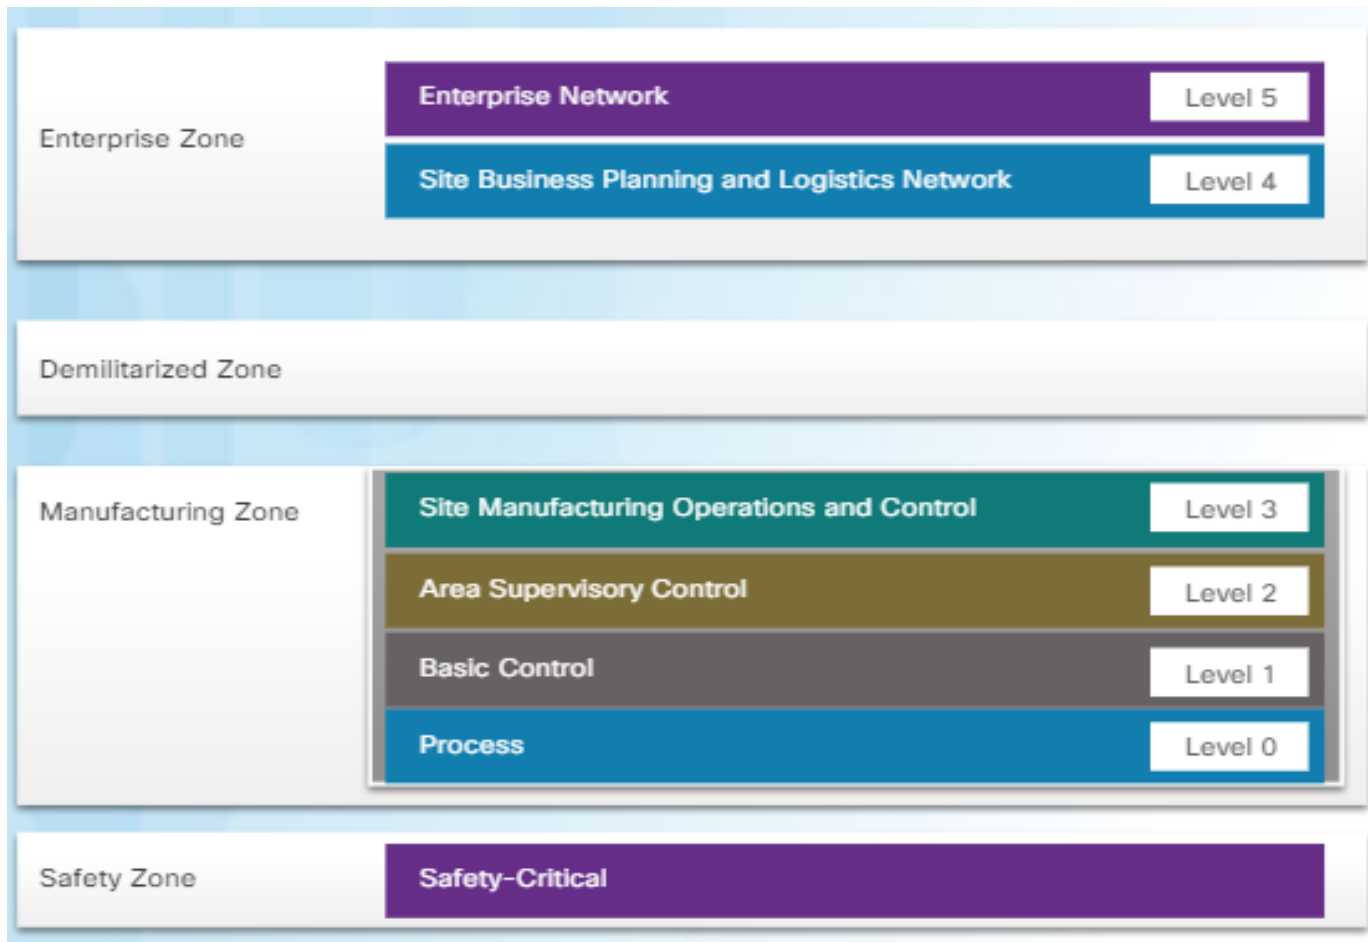 Enterprise Zone
Enterprise Network Level 5
Site Business Planning and Logistics Network Level 4
Demilitarized Zone
Manufacturing Zone
Site Manufacturing Operations and Control Level 3
Area Supervisory Control Level 2
Basic Control Level 1
Process Level 0
Safety Zone
Safety-Critical